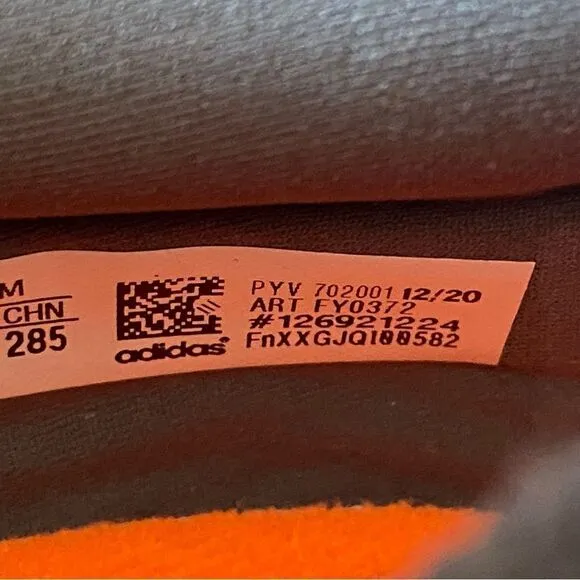 M
CHN
285
adidas®
PYV 702001 12/20
ART FY0372
#126921224
FnXXGJQ100582